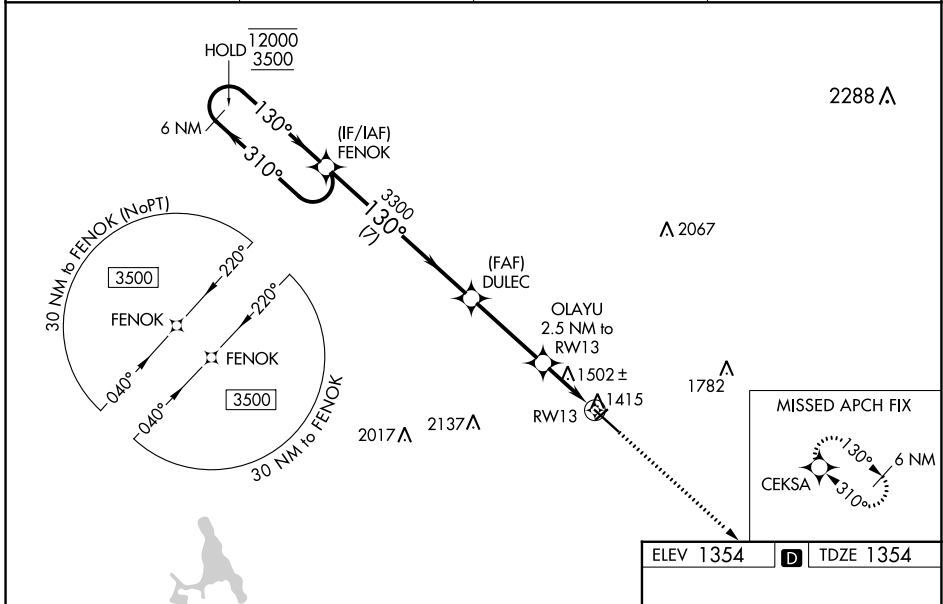 HOLD 12000
3500
6 NM
130°
310°
(IF/IAF)
FENOK
2288
3300
130°
(7)
2067
30 NM to FENOK (NoPT)
3500
220°
FENOK
040°
220°
FENOK
3500
040°
30 NM to FENOK
(FAF)
DULEC
OLAYU
2.5 NM to
RW13
1502 ±
1415
RW13
1782
2017
2137
MISSED APCH FIX
130°
6 NM
CEKSA
310°
ELEV 1354 D TDZE 1354